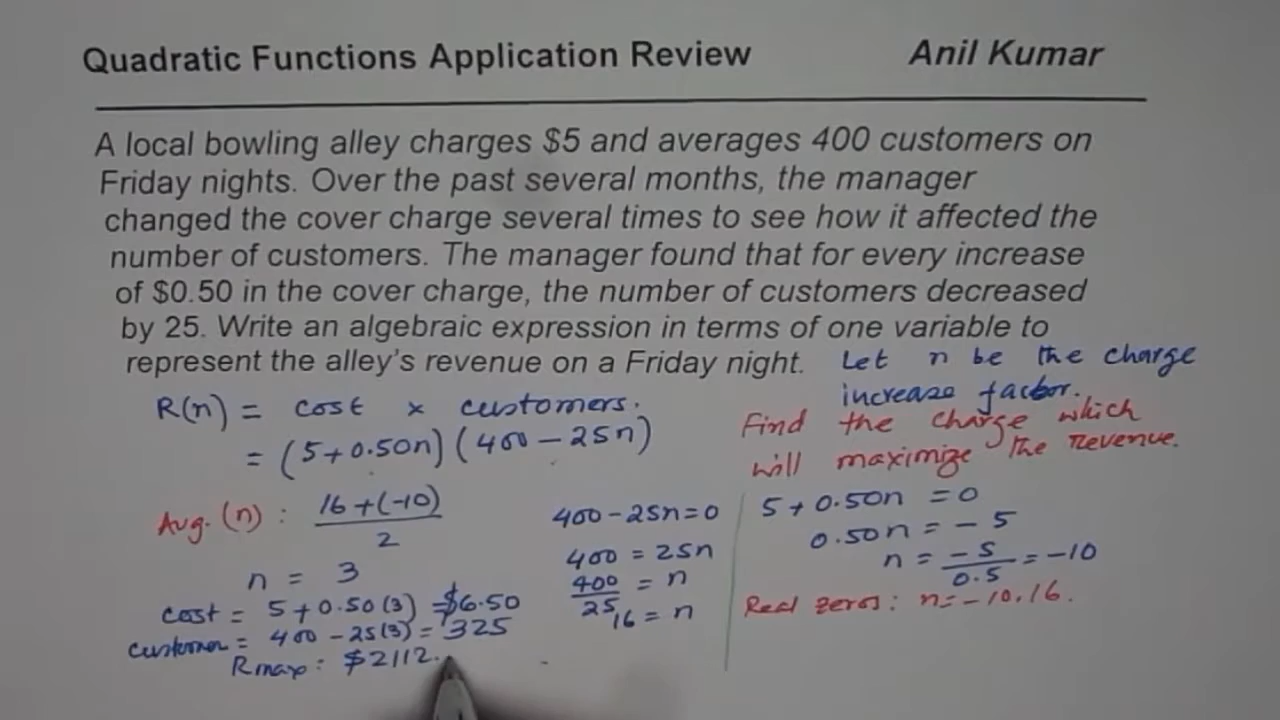 Quadratic Functions Application Review Anil Kumar
A local bowling alley charges $5 and averages 400 customers on
Friday nights. Over the past several months, the manager
changed the cover charge several times to see how it affected the
number of customers. The manager found that for every increase
of $0.50 in the cover charge, the number of customers decreased
by 25. Write an algebraic expression in terms of one variable to
represent the alley's revenue on a Friday night. Let n be the charge
increase factor.
R(n) = cost × customers.
= (5+0.50n) (400 - 25n)
Find the charge which
will maximize the Revenue.
Avg. (n) : 16+(-10)
2
n = 3
cost = 5+0.50(3) = $6.50
customer = 400 - 25(3) = 325
Rmax : $2112.
400 - 25n = 0
400 = 25n
400/25 = n
16 = n
5 + 0.50n = 0
0.50n = - 5
n = -5/0.5 = -10
Real zeros: n = -10, 16.